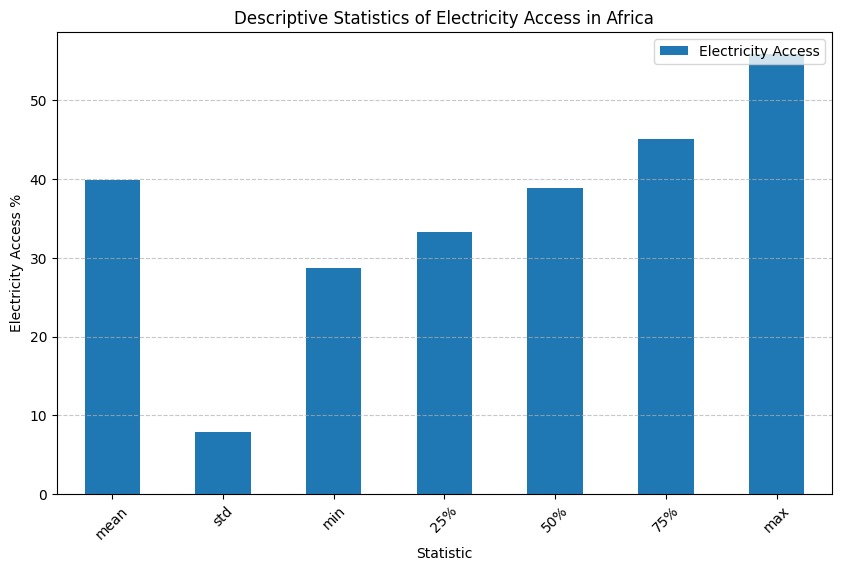 Descriptive Statistics of Electricity Access in Africa
Electricity Access
Electricity Access %
50
40
30
20
10
0
mean std min 25% 50% 75% max
Statistic